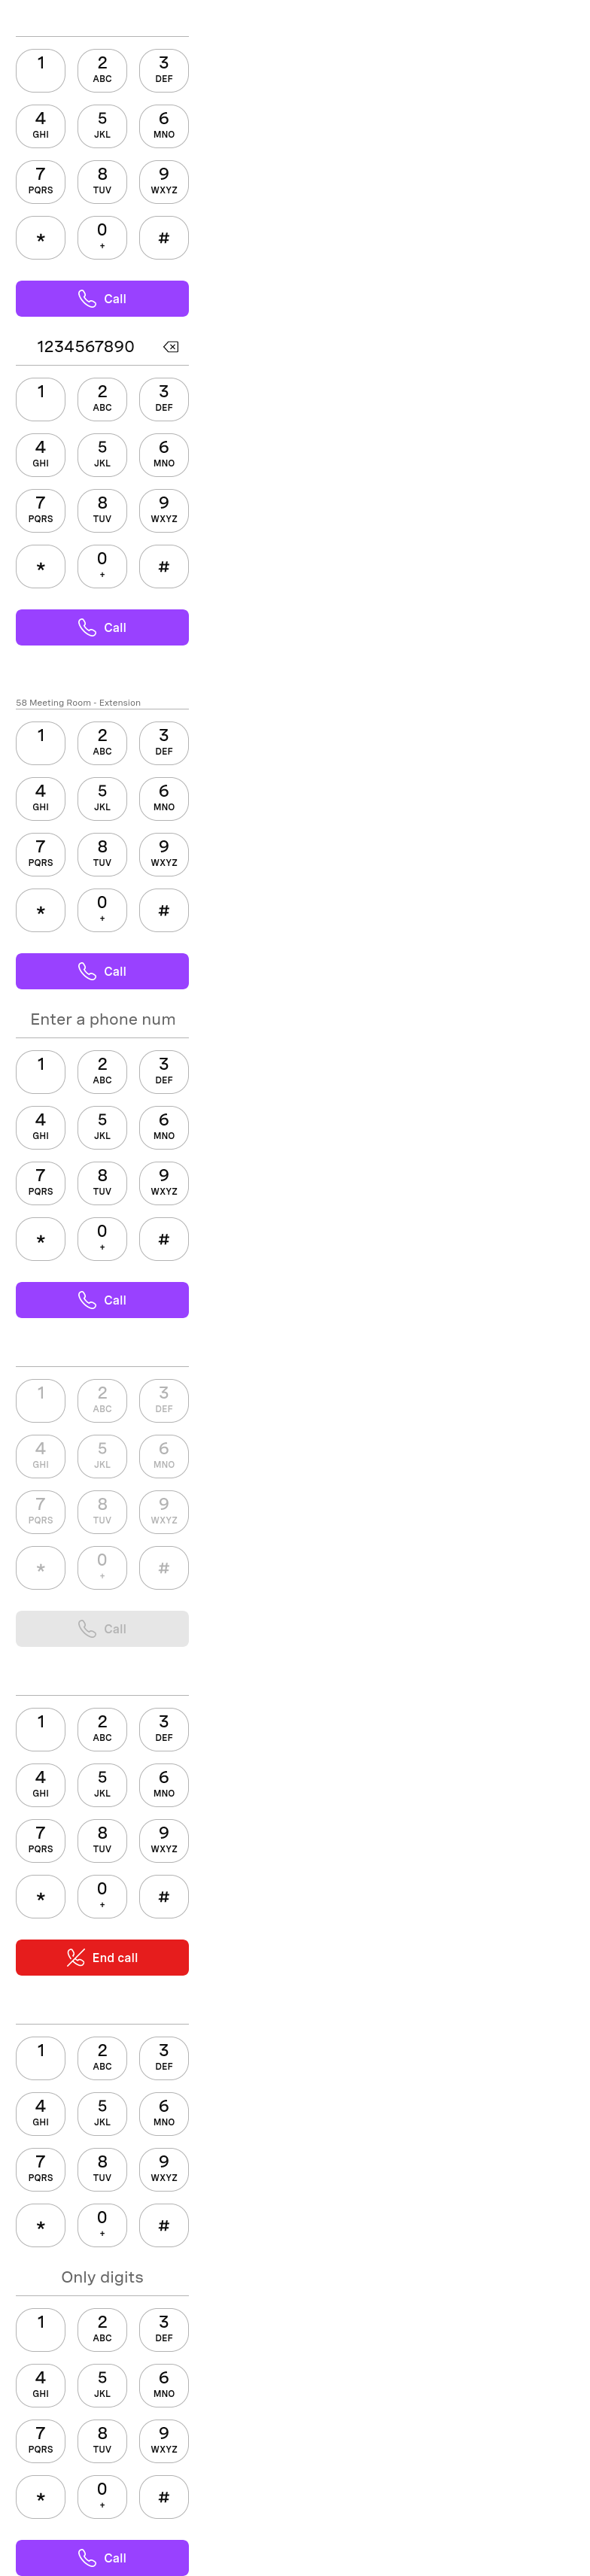 1 2 3
ABC DEF
4 5 6
GHI JKL MNO
7 8 9
PQRS TUV WXYZ
* 0 #
+
Call
1234567890
1 2 3
ABC DEF
4 5 6
GHI JKL MNO
7 8 9
PQRS TUV WXYZ
* 0 #
+
Call
58 Meeting Room - Extension
1 2 3
ABC DEF
4 5 6
GHI JKL MNO
7 8 9
PQRS TUV WXYZ
* 0 #
+
Call
Enter a phone num
1 2 3
ABC DEF
4 5 6
GHI JKL MNO
7 8 9
PQRS TUV WXYZ
* 0 #
+
Call
1 2 3
ABC DEF
4 5 6
GHI JKL MNO
7 8 9
PQRS TUV WXYZ
* 0 #
+
Call
1 2 3
ABC DEF
4 5 6
GHI JKL MNO
7 8 9
PQRS TUV WXYZ
* 0 #
+
End call
1 2 3
ABC DEF
4 5 6
GHI JKL MNO
7 8 9
PQRS TUV WXYZ
* 0 #
+
Only digits
1 2 3
ABC DEF
4 5 6
GHI JKL MNO
7 8 9
PQRS TUV WXYZ
* 0 #
+
Call